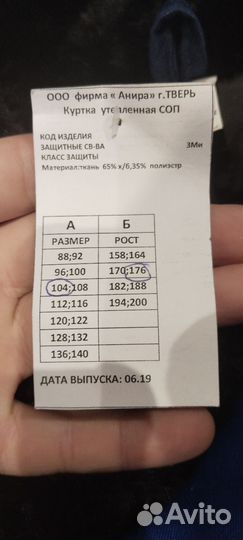 ООО фирма « Анира» г.ТВЕРЬ
Куртка утепленная СОП
КОД ИЗДЕЛИЯ
ЗАЩИТНЫЕ СВ-ВА 3Ми
КЛАСС ЗАЩИТЫ
Материал:ткань 65% х/б,35% полиэстр
А Б
РАЗМЕР РОСТ
88;92 158;164
96;100 170;176
104;108 182;188
112;116 194;200
120;122
128;132
136;140
ДАТА ВЫПУСКА: 06.19
Avito